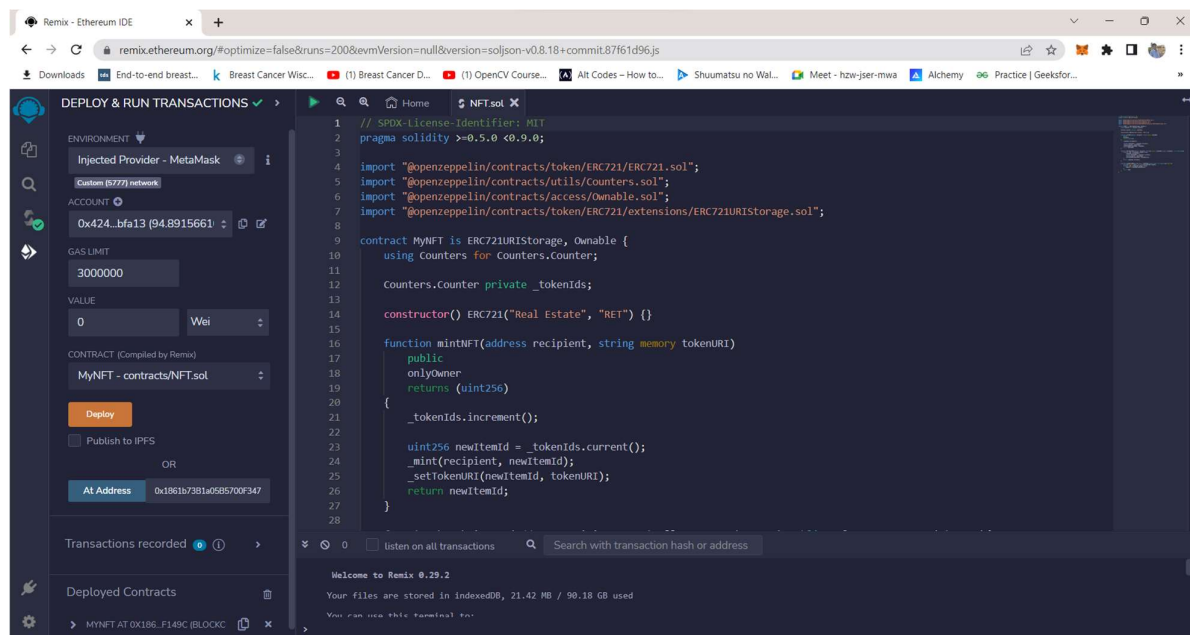 Remix - Ethereum IDE
remix.ethereum.org/#optimize=false&runs=200&evmVersion=null&version=soljson-v0.8.18+commit.87f61d96.js
Downloads End-to-end breast... Breast Cancer Wisc... (1) Breast Cancer D... (1) OpenCV Course... Alt Codes – How to... Shuumatsu no Wal... Meet - hzw-jser-mwa Alchemy Practice | Geeksfor... »
DEPLOY & RUN TRANSACTIONS
ENVIRONMENT
Injected Provider - MetaMask
Custom (5777) network
ACCOUNT
0x424...bfa13 (94.8915661
GAS LIMIT
3000000
VALUE
0 Wei
CONTRACT (Compiled by Remix)
MyNFT - contracts/NFT.sol
Deploy
Publish to IPFS
OR
At Address 0x1861b73B1a05B5700F347
Transactions recorded 0
Deployed Contracts
MYNFT AT 0X186...F149C (BLOCKC
Home NFT.sol
1 // SPDX-License-Identifier: MIT
2 pragma solidity >=0.5.0 <0.9.0;
3
4 import "@openzeppelin/contracts/token/ERC721/ERC721.sol";
5 import "@openzeppelin/contracts/utils/Counters.sol";
6 import "@openzeppelin/contracts/access/Ownable.sol";
7 import "@openzeppelin/contracts/token/ERC721/extensions/ERC721URIStorage.sol";
8
9 contract MyNFT is ERC721URIStorage, Ownable {
10 using Counters for Counters.Counter;
11
12 Counters.Counter private _tokenIds;
13
14 constructor() ERC721("Real Estate", "RET") {}
15
16 function mintNFT(address recipient, string memory tokenURI)
17 public
18 onlyOwner
19 returns (uint256)
20 {
21 _tokenIds.increment();
22
23 uint256 newItemId = _tokenIds.current();
24 _mint(recipient, newItemId);
25 _setTokenURI(newItemId, tokenURI);
26 return newItemId;
27 }
28
0 listen on all transactions Search with transaction hash or address
Welcome to Remix 0.29.2
Your files are stored in indexedDB, 21.42 MB / 90.18 GB used
You can use this terminal to:
>